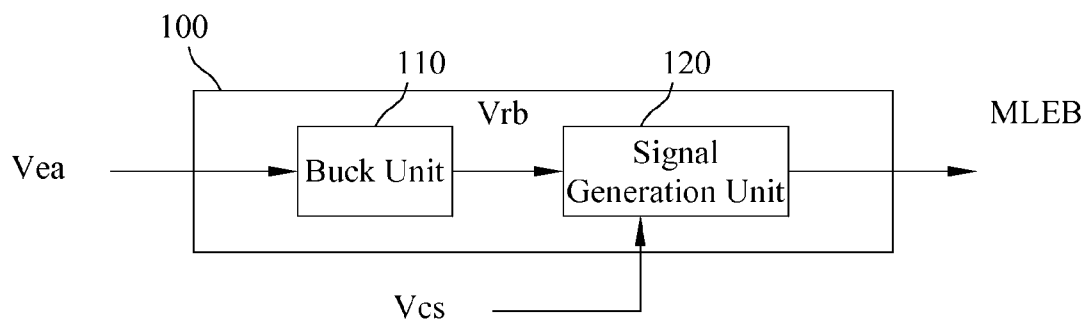 100
110
120
Vrb
MLEB
Vea
Buck Unit
Signal
Generation Unit
Vcs